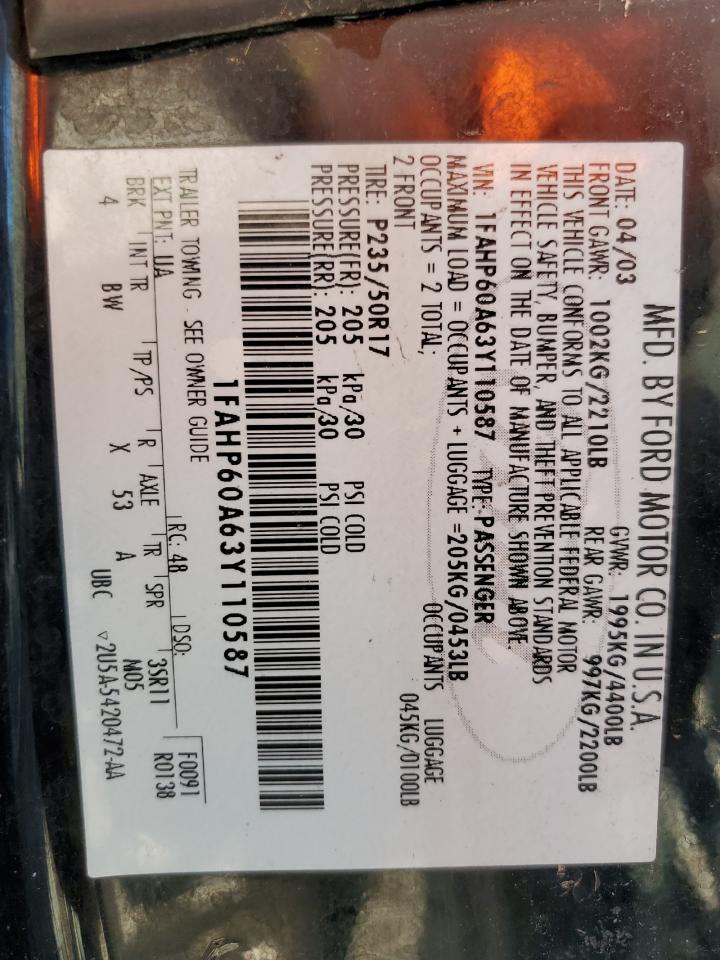 MFD. BY FORD MOTOR CO. IN U.S.A.
DATE: 04/03 GVWR: 1995KG/4400LB
FRONT GAWR: 1002KG/2210LB REAR GAWR: 997KG/2200LB
THIS VEHICLE CONFORMS TO ALL APPLICABLE FEDERAL MOTOR
VEHICLE SAFETY, BUMPER, AND THEFT PREVENTION STANDARDS
IN EFFECT ON THE DATE OF MANUFACTURE SHOWN ABOVE.
VIN: 1FAHP60A63Y110587 TYPE: PASSENGER
MAXIMUM LOAD = OCCUPANTS + LUGGAGE = 205KG/0453LB
OCCUPANTS = 2 TOTAL; OCCUPANTS LUGGAGE
2 FRONT 045KG/0100LB
TIRE: P235/50R17
PRESSURE(FR): 205 kPa/30 PSI COLD
PRESSURE(RR): 205 kPa/30 PSI COLD
1FAHP60A63Y110587
TRAILER TOWING - SEE OWNER GUIDE
EXT PNT: UA RC: 48 DSO: F0091
BRK INT TR TP/PS R AXLE TR SPR 3SR11 R0138
4 BW X 53 A M05
UBC ▽2U5A-5420472-AA